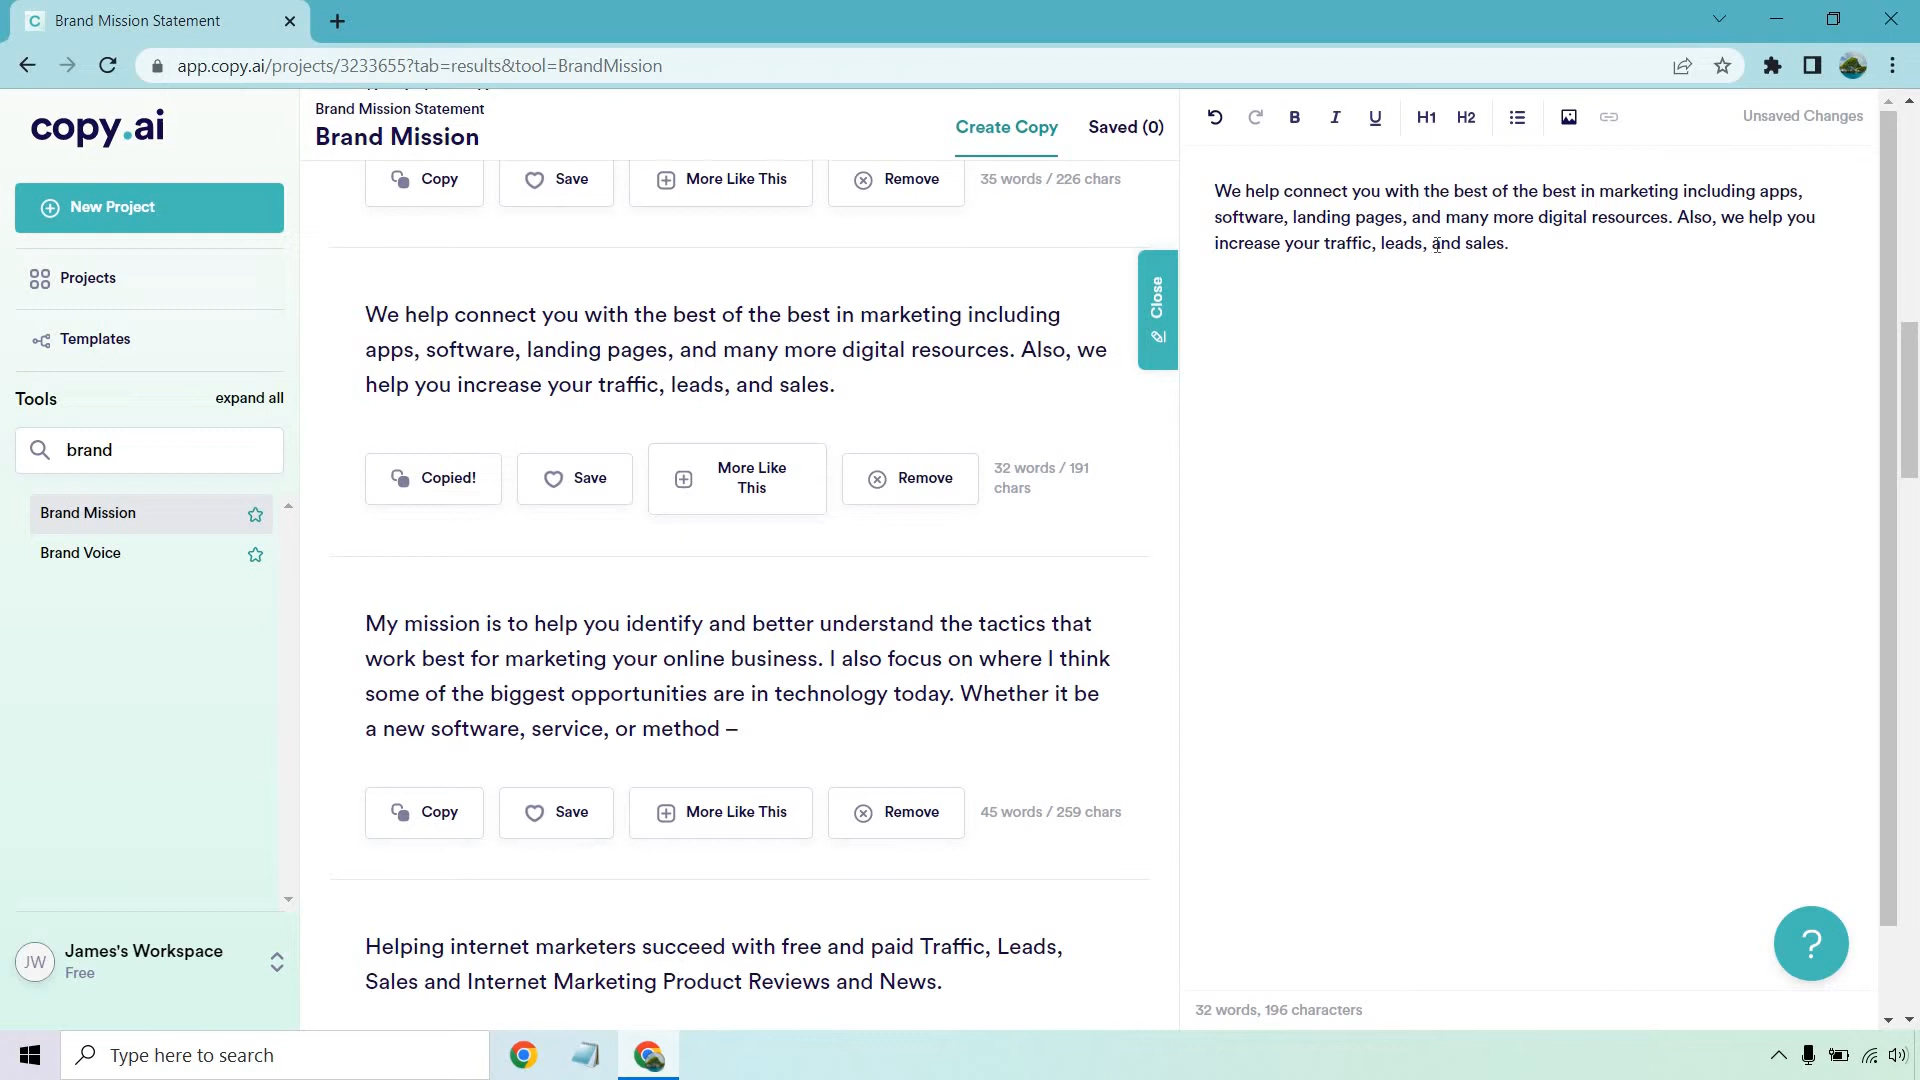 Brand Mission Statement
app.copy.ai/projects/3233655?tab=results&tool=BrandMission
copy.ai
New Project
Projects
Templates
Tools
expand all
brand
Brand Mission
Brand Voice
JW
James's Workspace
Free
Brand Mission Statement
Brand Mission
Create Copy
Saved (0)
Copy
Save
More Like This
Remove
35 words / 226 chars
We help connect you with the best of the best in marketing including
apps, software, landing pages, and many more digital resources. Also, we
help you increase your traffic, leads, and sales.
Copied!
Save
More Like
This
Remove
32 words / 191
chars
My mission is to help you identify and better understand the tactics that
work best for marketing your online business. I also focus on where I think
some of the biggest opportunities are in technology today. Whether it be
a new software, service, or method –
Copy
Save
More Like This
Remove
45 words / 259 chars
Helping internet marketers succeed with free and paid Traffic, Leads,
Sales and Internet Marketing Product Reviews and News.
Close
B
I
U
H1
H2
Unsaved Changes
We help connect you with the best of the best in marketing including apps,
software, landing pages, and many more digital resources. Also, we help you
increase your traffic, leads, and sales.
?
32 words, 196 characters
Type here to search